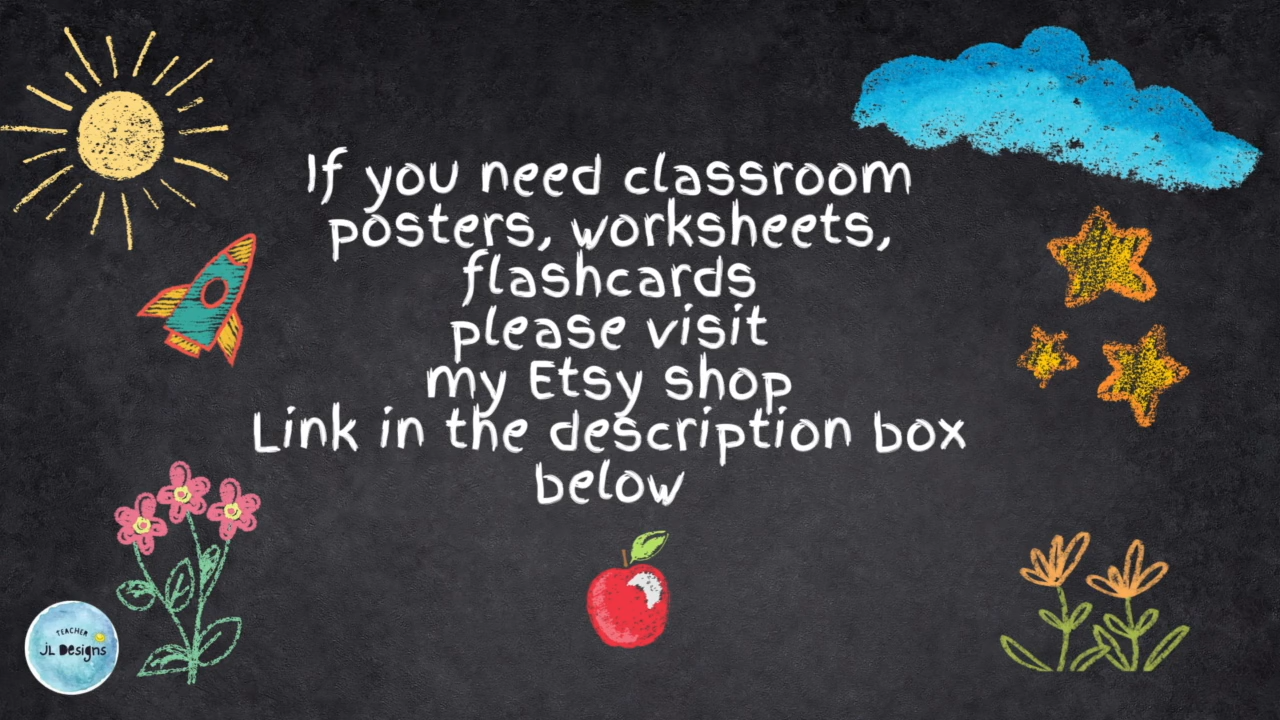 If you need classroom
posters, worksheets,
flashcards
please visit
my Etsy shop
Link in the description box
below
TEACHER
JL Designs